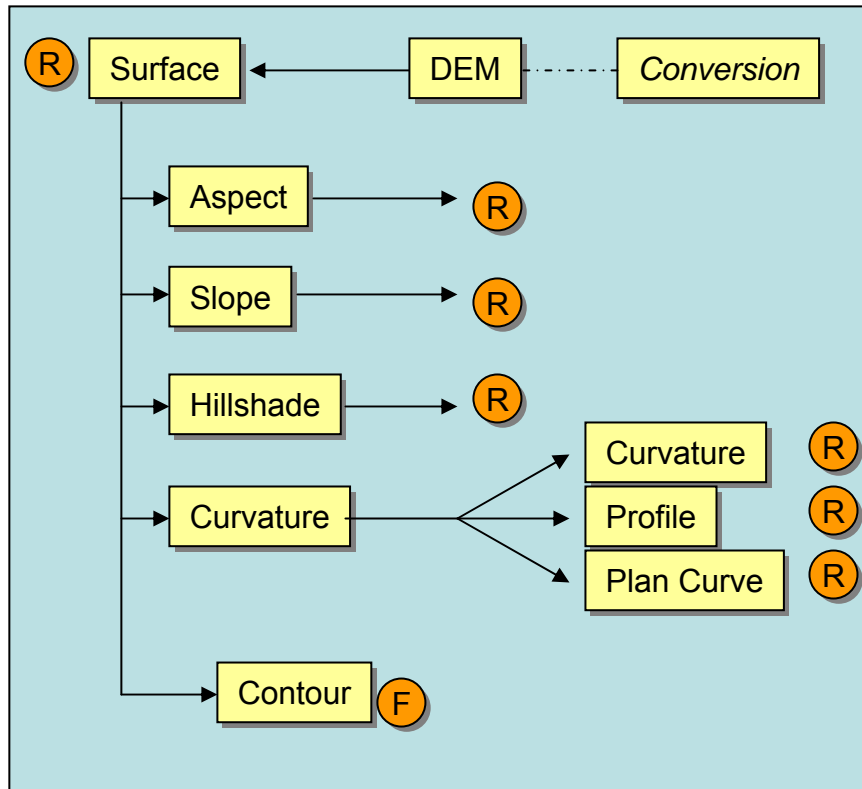 R Surface DEM Conversion
Aspect R
Slope R
Hillshade R
Curvature R
Curvature Profile R
Plan Curve R
Contour F